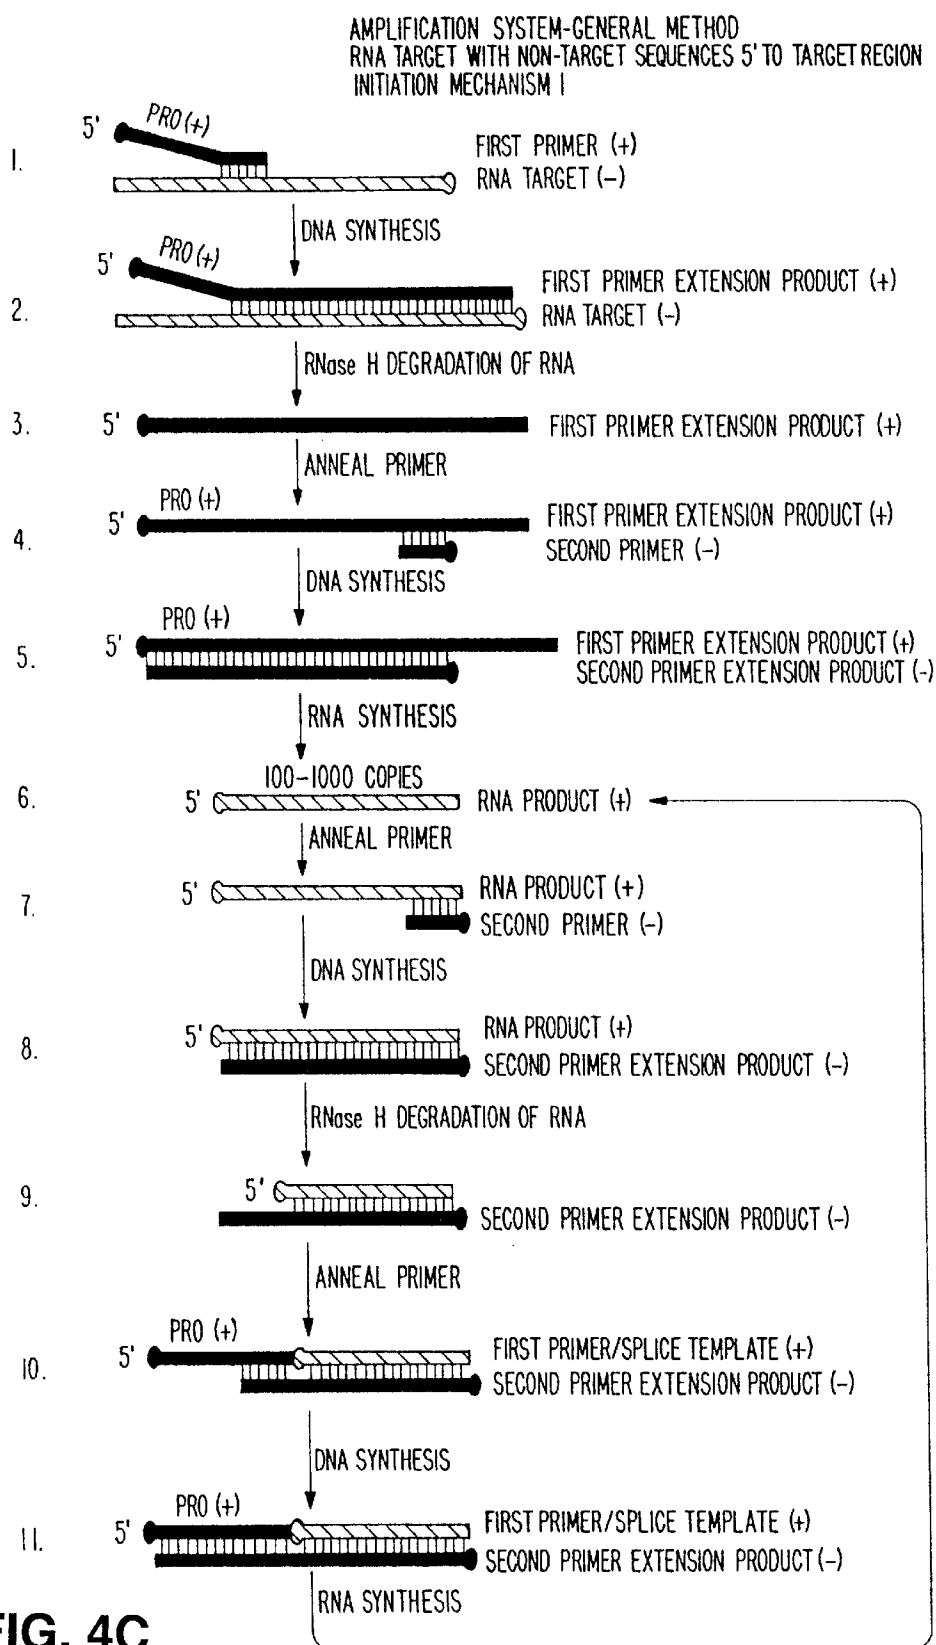 AMPLIFICATION SYSTEM-GENERAL METHOD
RNA TARGET WITH NON-TARGET SEQUENCES 5' TO TARGET REGION
INITIATION MECHANISM I
5' PRO (+)
1.
FIRST PRIMER (+)
RNA TARGET (-)
DNA SYNTHESIS
5' PRO (+)
2.
FIRST PRIMER EXTENSION PRODUCT (+)
RNA TARGET (-)
RNase H DEGRADATION OF RNA
3. 5' FIRST PRIMER EXTENSION PRODUCT (+)
ANNEAL PRIMER
PRO (+)
4. 5' FIRST PRIMER EXTENSION PRODUCT (+)
SECOND PRIMER (-)
DNA SYNTHESIS
PRO (+)
5. 5' FIRST PRIMER EXTENSION PRODUCT (+)
SECOND PRIMER EXTENSION PRODUCT (-)
RNA SYNTHESIS
100-1000 COPIES
6. 5' RNA PRODUCT (+)
ANNEAL PRIMER
7. 5' RNA PRODUCT (+)
SECOND PRIMER (-)
DNA SYNTHESIS
8. 5' RNA PRODUCT (+)
SECOND PRIMER EXTENSION PRODUCT (-)
RNase H DEGRADATION OF RNA
9. 5'
SECOND PRIMER EXTENSION PRODUCT (-)
ANNEAL PRIMER
PRO (+)
10. 5' FIRST PRIMER/SPLICE TEMPLATE (+)
SECOND PRIMER EXTENSION PRODUCT (-)
DNA SYNTHESIS
PRO (+)
11. 5' FIRST PRIMER/SPLICE TEMPLATE (+)
SECOND PRIMER EXTENSION PRODUCT (-)
RNA SYNTHESIS
FIG. 4C